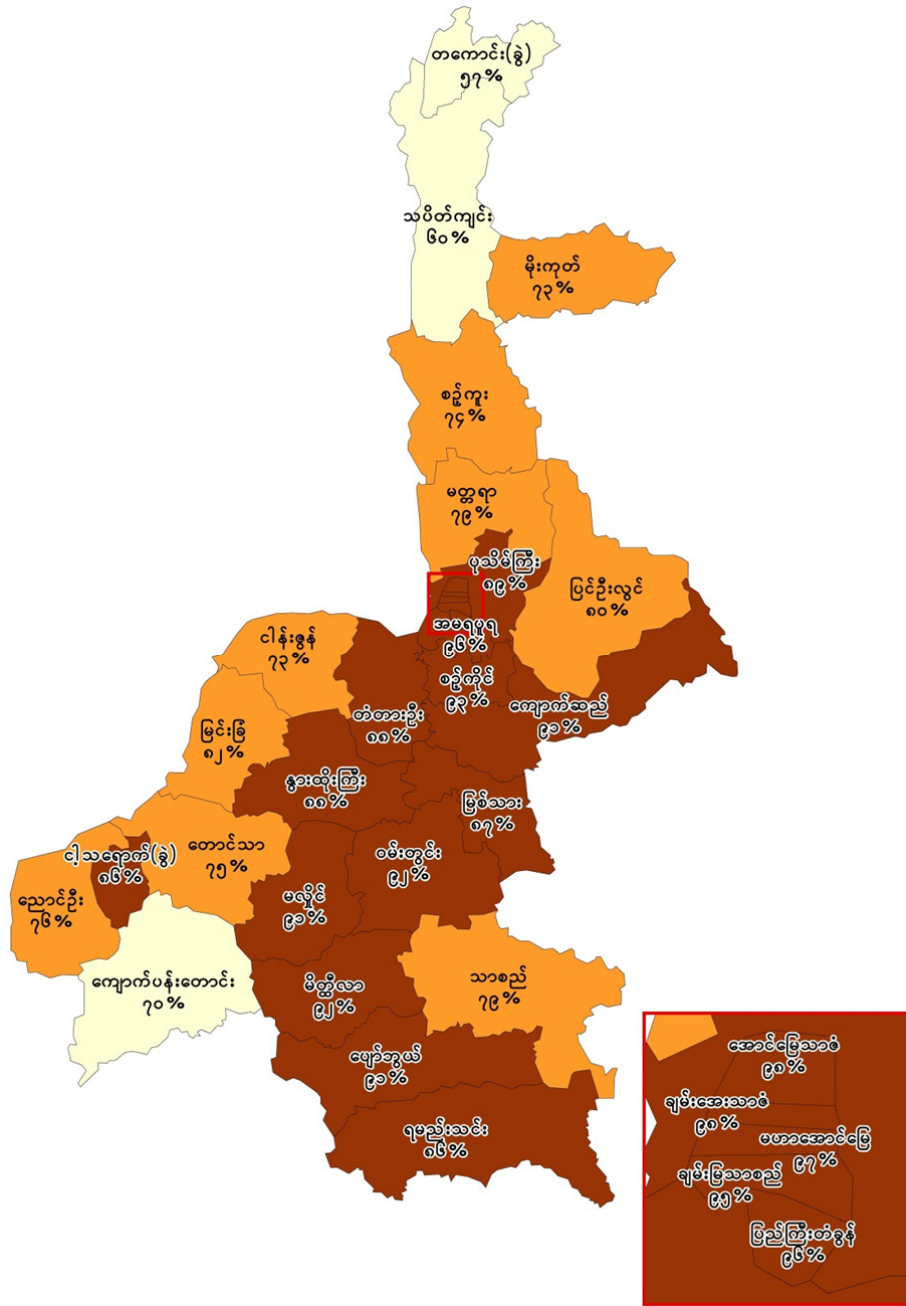 တကောင်း(ခွဲ)
၅၇%
သပိတ်ကျင်း
၆၀%
မိုးကုတ်
၇၃%
စဉ့်ကူး
၇၄%
မတ္တရာ
၇၉%
ပုသိမ်ကြီး
၈၉%
ပြင်ဦးလွင်
၈၀%
အမရပူရ
၉၆%
ငါန်းဇွန်
၇၃%
စဉ့်ကိုင်
၉၃%
တံတားဦး
၈၈%
ကျောက်ဆည်
၉၁%
မြင်းခြံ
၈၂%
နွားထိုးကြီး
၈၈%
မြစ်သား
၈၇%
တောင်သာ
၇၅%
ဝမ်းတွင်း
၉၂%
ငါ့သရောက်(ခွဲ)
၈၆%
ညောင်ဦး
၇၆%
မလှိုင်
၉၁%
ကျောက်ပန်းတောင်း
၇၀%
မိတ္ထီလာ
၉၂%
သာစည်
၇၉%
ပျော်ဘွယ်
၉၁%
ရမည်းသင်း
၈၆%
အောင်မြေသာဇံ
၉၈%
ချမ်းအေးသာဇံ
၉၈%
မဟာအောင်မြေ
၉၇%
ချမ်းမြသာစည်
၉၅%
ပြည်ကြီးတံခွန်
၉၆%